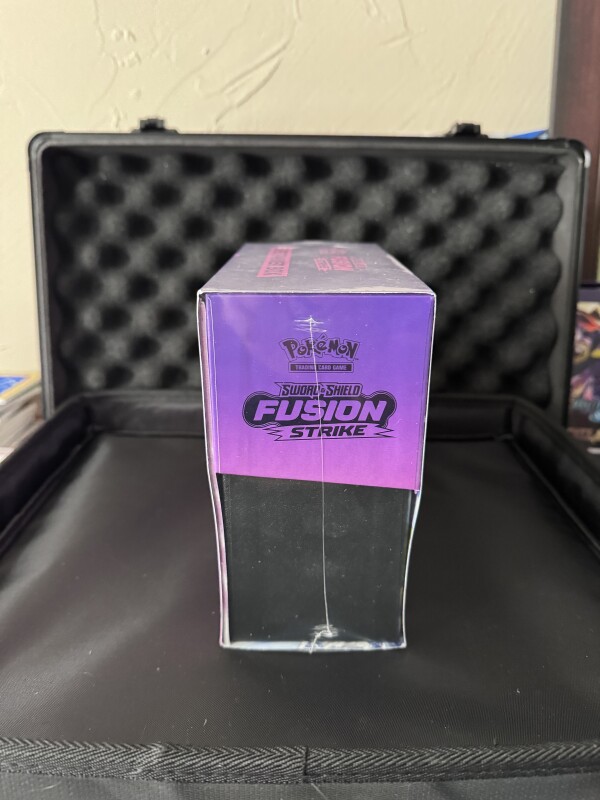 Pokémon
TRADING CARD GAME
SWORD & SHIELD
FUSION
STRIKE